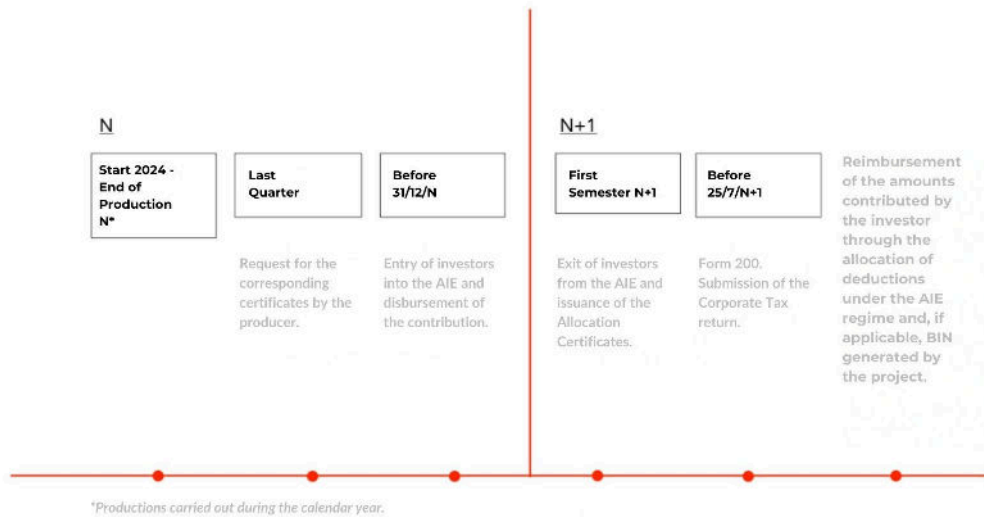 N
Start 2024 -
End of
Production
N*
Last
Quarter
Request for the
corresponding
certificates by the
producer.
Before
31/12/N
Entry of investors
into the AIE and
disbursement of
the contribution.
N+1
First
Semester N+1
Exit of investors
from the AIE and
issuance of the
Allocation
Certificates.
Before
25/7/N+1
Form 200.
Submission of the
Corporate Tax
return.
Reimbursement
of the amounts
contributed by
the investor
through the
allocation of
deductions
under the AIE
regime and, if
applicable, BIN
generated by
the project.
*Productions carried out during the calendar year.